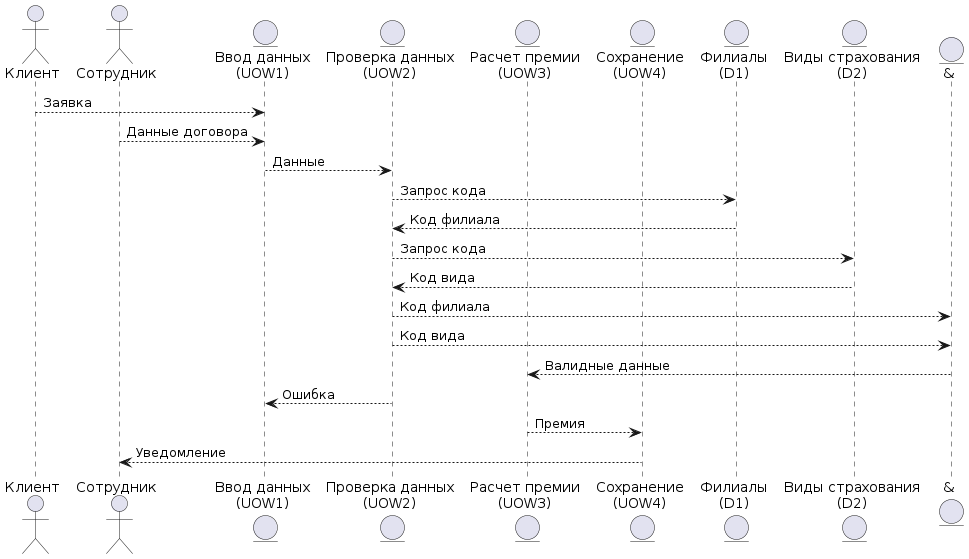 Клиент
Сотрудник
Ввод данных
(UOW1)
Проверка данных
(UOW2)
Расчет премии
(UOW3)
Сохранение
(UOW4)
Филиалы
(D1)
Виды страхования
(D2)
&
Заявка
Данные договора
Данные
Запрос кода
Код филиала
Запрос кода
Код вида
Код филиала
Код вида
Валидные данные
Ошибка
Премия
Уведомление
Клиент
Сотрудник
Ввод данных
(UOW1)
Проверка данных
(UOW2)
Расчет премии
(UOW3)
Сохранение
(UOW4)
Филиалы
(D1)
Виды страхования
(D2)
&